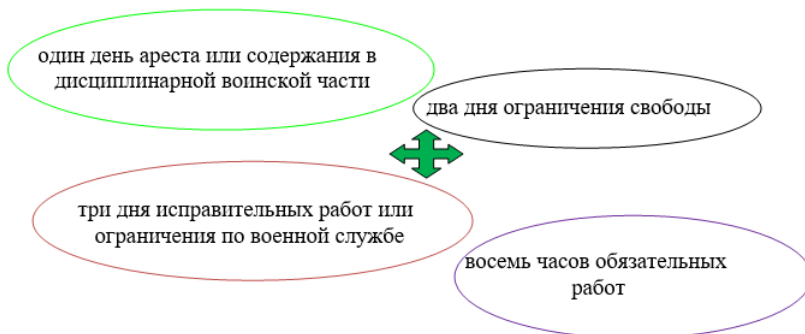 один день ареста или содержания в
дисциплинарной воинской части
два дня ограничения свободы
три дня исправительных работ или
ограничения по военной службе
восемь часов обязательных
работ